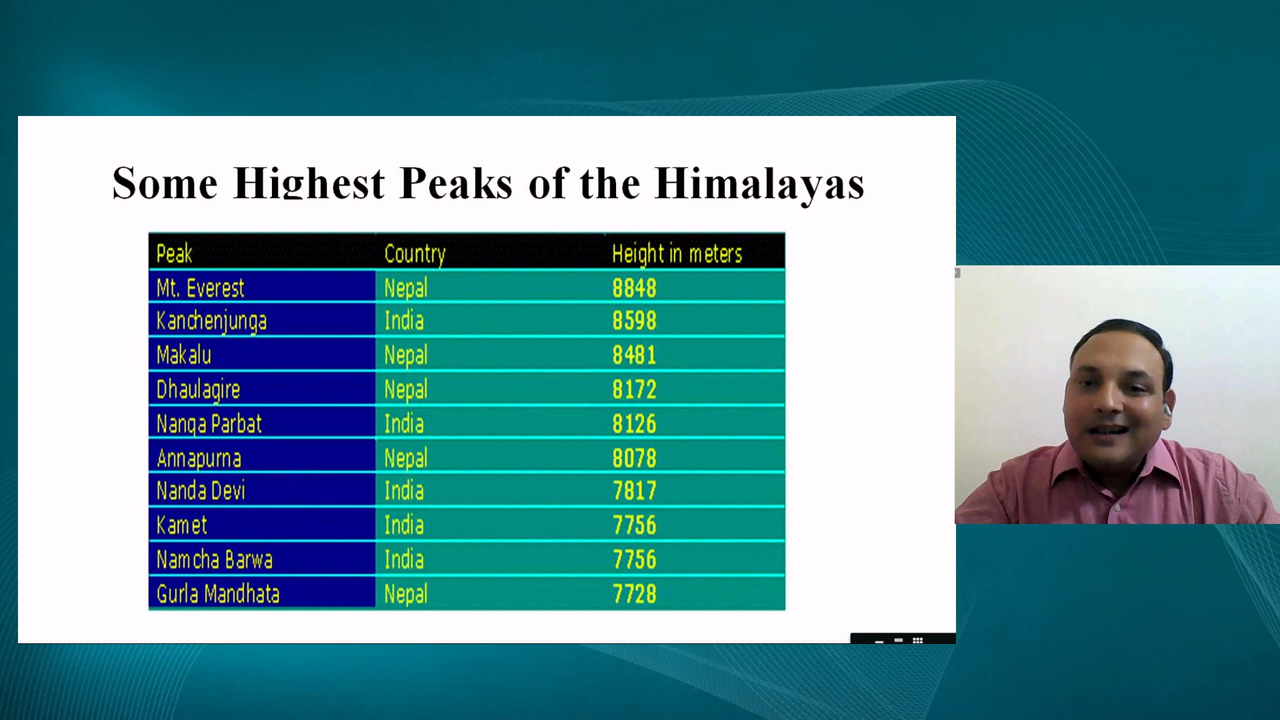 Some Highest Peaks of the Himalayas
Peak Country Height in meters
Mt. Everest Nepal 8848
Kanchenjunga India 8598
Makalu Nepal 8481
Dhaulagire Nepal 8172
Nanga Parbat India 8126
Annapurna Nepal 8078
Nanda Devi India 7817
Kamet India 7756
Namcha Barwa India 7756
Gurla Mandhata Nepal 7728